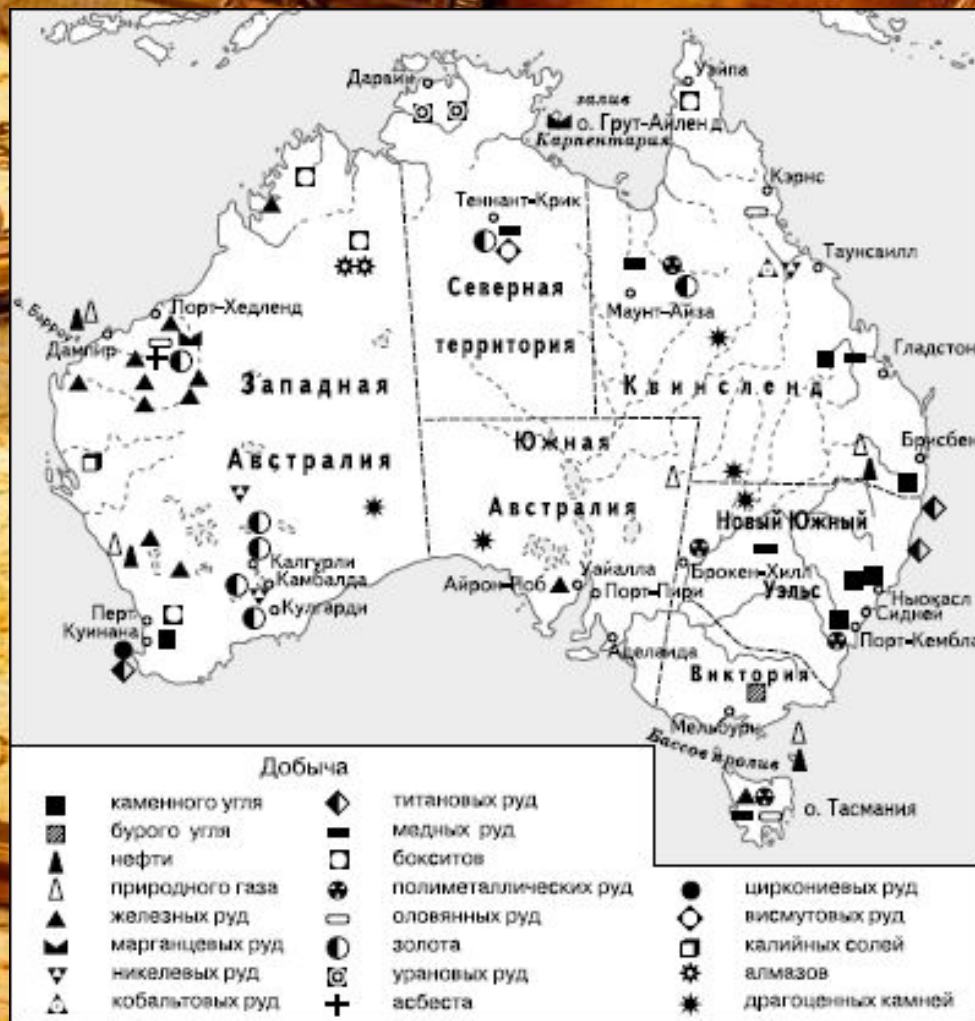 Дарвин
Уэйпа
залив
о. Грут-Айленд
Карпентария
Кэрнс
Теннант-Крик
Таунсвилл
Северная
территория
Маунт-Айза
о. Барроу
Порт-Хедленд
Дампир
Гладстон
Западная
Квинсленд
Южная
Брисбен
Австралия
Австралия
Новый Южный
Уэльс
Калгурли
Камбалда
Кулгарди
Айрон-Ноб
Уайалла
Порт-Пири
Брокен-Хилл
Ньюкасл
Сидней
Порт-Кембла
Перт
Куинана
Аделаида
Виктория
Мельбурн
Бассов пролив
о. Тасмания
Добыча
каменного угля
бурого угля
нефти
природного газа
железных руд
марганцевых руд
никелевых руд
кобальтовых руд
титановых руд
медных руд
бокситов
полиметаллических руд
оловянных руд
золота
урановых руд
асбеста
циркониевых руд
висмутовых руд
калийных солей
алмазов
драгоценных камней